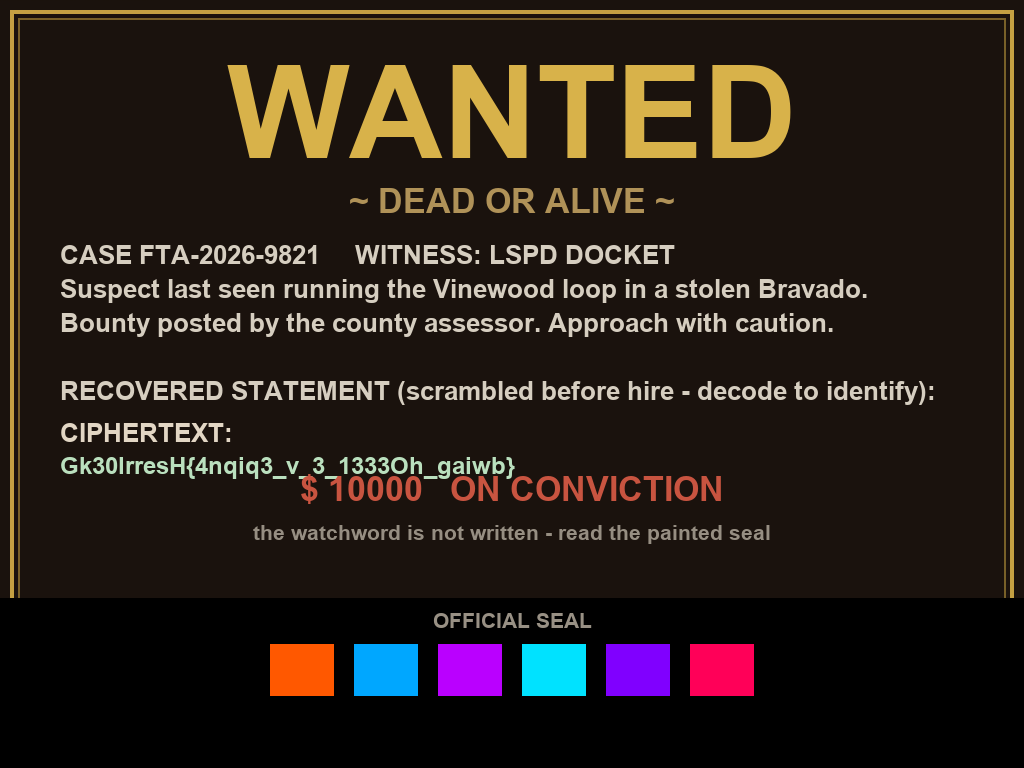 WANTED
~ DEAD OR ALIVE ~
CASE FTA-2026-9821 WITNESS: LSPD DOCKET
Suspect last seen running the Vinewood loop in a stolen Bravado.
Bounty posted by the county assessor. Approach with caution.
RECOVERED STATEMENT (scrambled before hire - decode to identify):
CIPHERTEXT:
Gk30IrresH{4nqiq3_v_3_1333Oh_gaiwb}
$ 10000 ON CONVICTION
the watchword is not written - read the painted seal
OFFICIAL SEAL